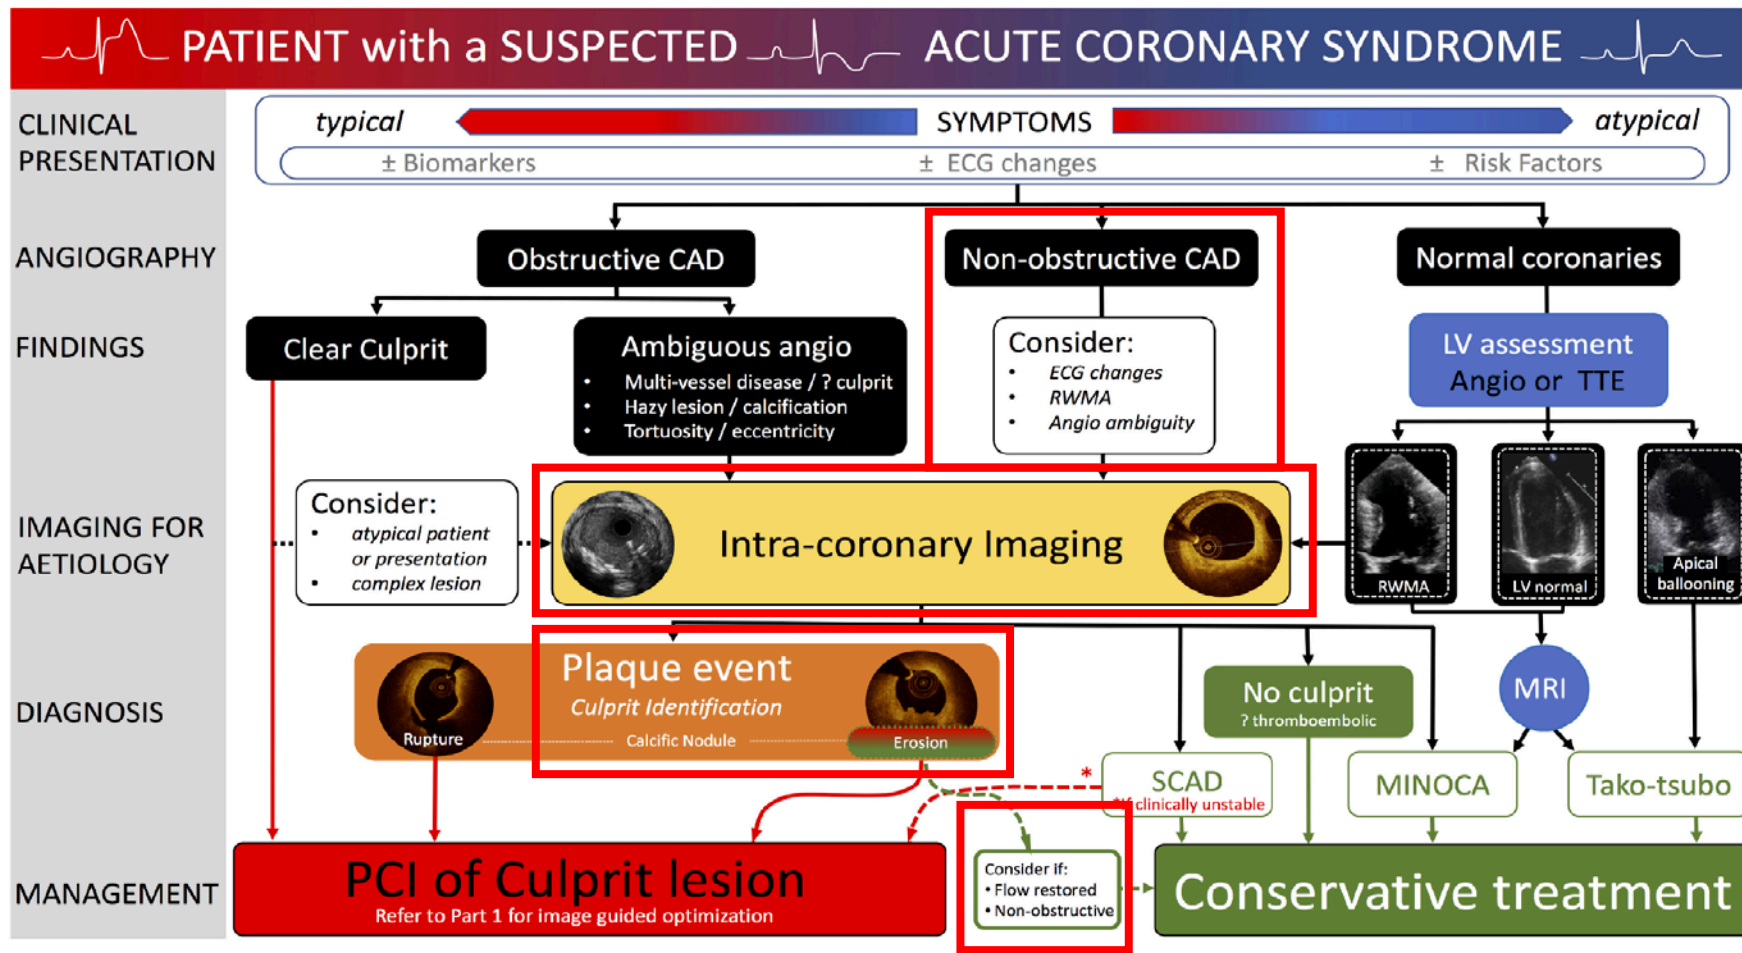 PATIENT with a SUSPECTED ACUTE CORONARY SYNDROME
CLINICAL
PRESENTATION
typical
SYMPTOMS
atypical
± Biomarkers
± ECG changes
± Risk Factors
ANGIOGRAPHY
Obstructive CAD
Non-obstructive CAD
Normal coronaries
FINDINGS
Clear Culprit
Ambiguous angio
• Multi-vessel disease / ? culprit
• Hazy lesion / calcification
• Tortuosity / eccentricity
Consider:
• ECG changes
• RWMA
• Angio ambiguity
LV assessment
Angio or TTE
IMAGING FOR
AETIOLOGY
Consider:
• atypical patient
or presentation
• complex lesion
Intra-coronary Imaging
RWMA
LV normal
Apical
ballooning
DIAGNOSIS
Plaque event
Culprit Identification
Rupture
Calcific Nodule
Erosion
No culprit
? thromboembolic
MRI
*
SCAD
*If clinically unstable
MINOCA
Tako-tsubo
MANAGEMENT
PCI of Culprit lesion
Refer to Part 1 for image guided optimization
Consider if:
• Flow restored
• Non-obstructive
Conservative treatment